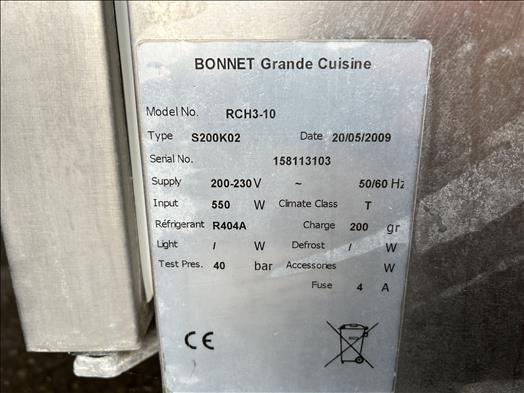 BONNET Grande Cuisine
Model No. RCH3-10
Type S200K02 Date 20/05/2009
Serial No. 158113103
Supply 200-230 V ~ 50/60 Hz
Input 550 W Climate Class T
Réfrigerant R404A Charge 200 gr
Light / W Defrost / W
Test Pres. 40 bar Accessories W
Fuse 4 A
CE